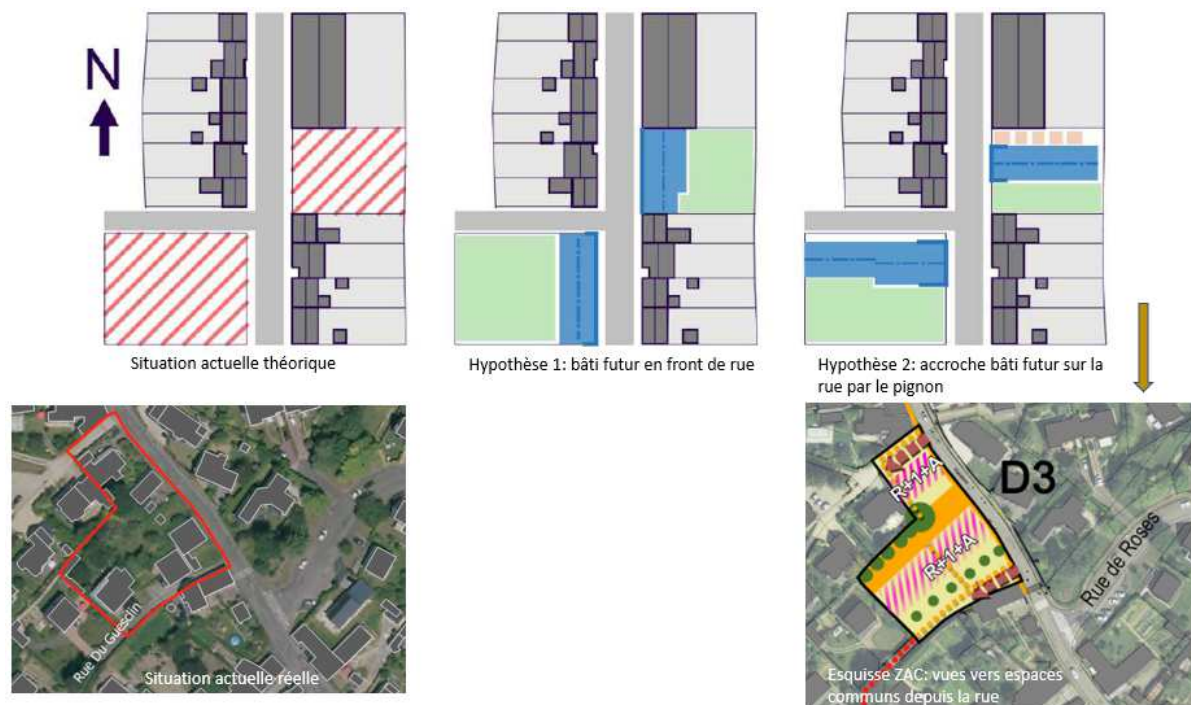 N
Situation actuelle théorique
Hypothèse 1: bâti futur en front de rue
Hypothèse 2: accroche bâti futur sur la
rue par le pignon
Rue Du Guesclin
Situation actuelle réelle
R+1+A
R+1+A
D3
Rue de Roses
Esquisse ZAC: vues vers espaces
communs depuis la rue